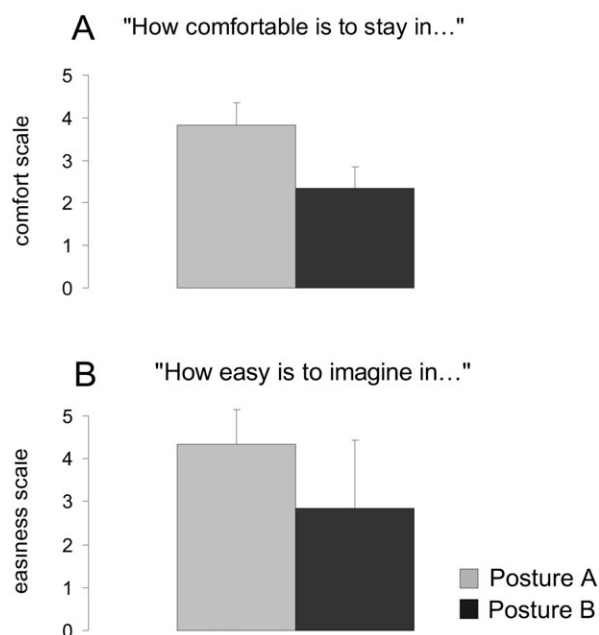 A "How comfortable is to stay in…"
5
4
3
2
1
0
comfort scale
B "How easy is to imagine in…"
5
4
3
2
1
0
easiness scale
Posture A
Posture B